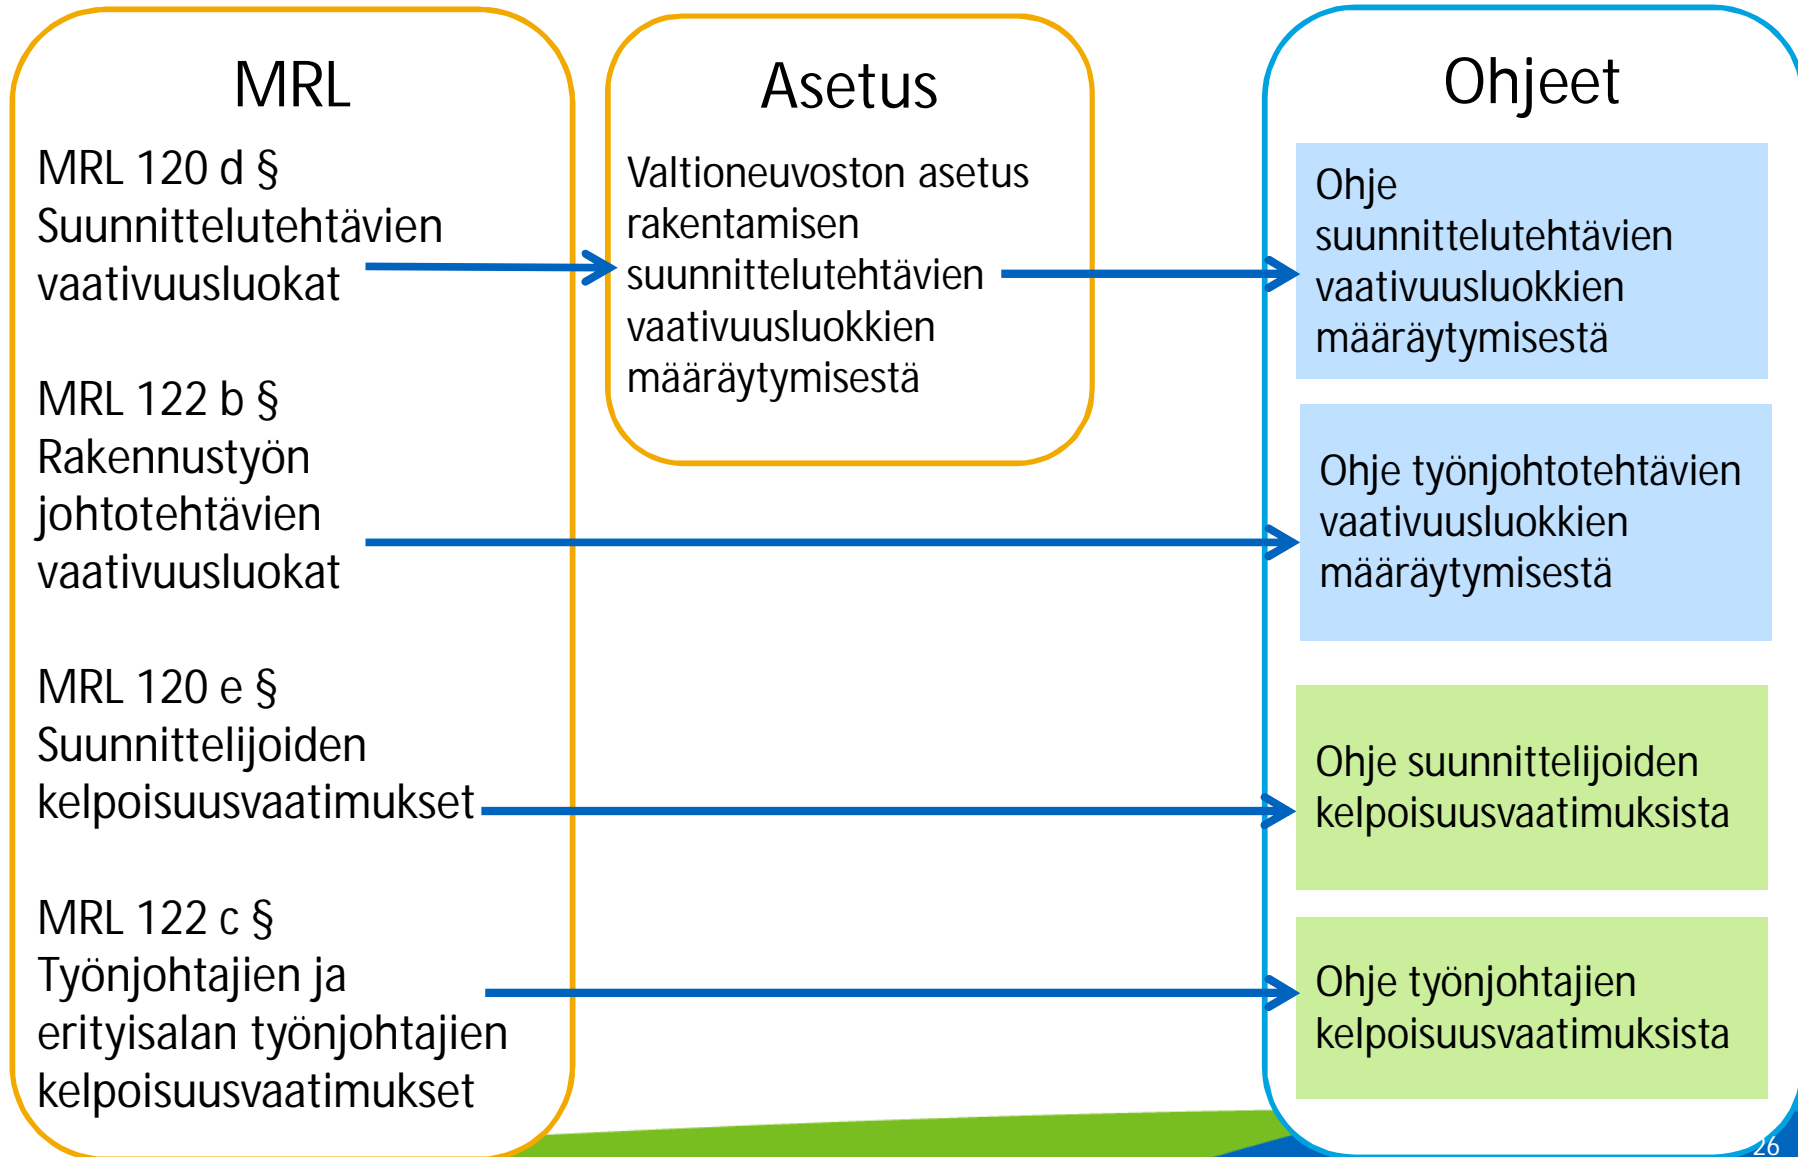 MRL
MRL 120 d §
Suunnittelutehtävien
vaativuusluokat
MRL 122 b §
Rakennustyön
johtotehtävien
vaativuusluokat
MRL 120 e §
Suunnittelijoiden
kelpoisuusvaatimukset
MRL 122 c §
Työnjohtajien ja
erityisalan työnjohtajien
kelpoisuusvaatimukset
Asetus
Valtioneuvoston asetus
rakentamisen
suunnittelutehtävien
vaativuusluokkien
määräytymisestä
Ohjeet
Ohje
suunnittelutehtävien
vaativuusluokkien
määräytymisestä
Ohje työnjohtotehtävien
vaativuusluokkien
määräytymisestä
Ohje suunnittelijoiden
kelpoisuusvaatimuksista
Ohje työnjohtajien
kelpoisuusvaatimuksista
26